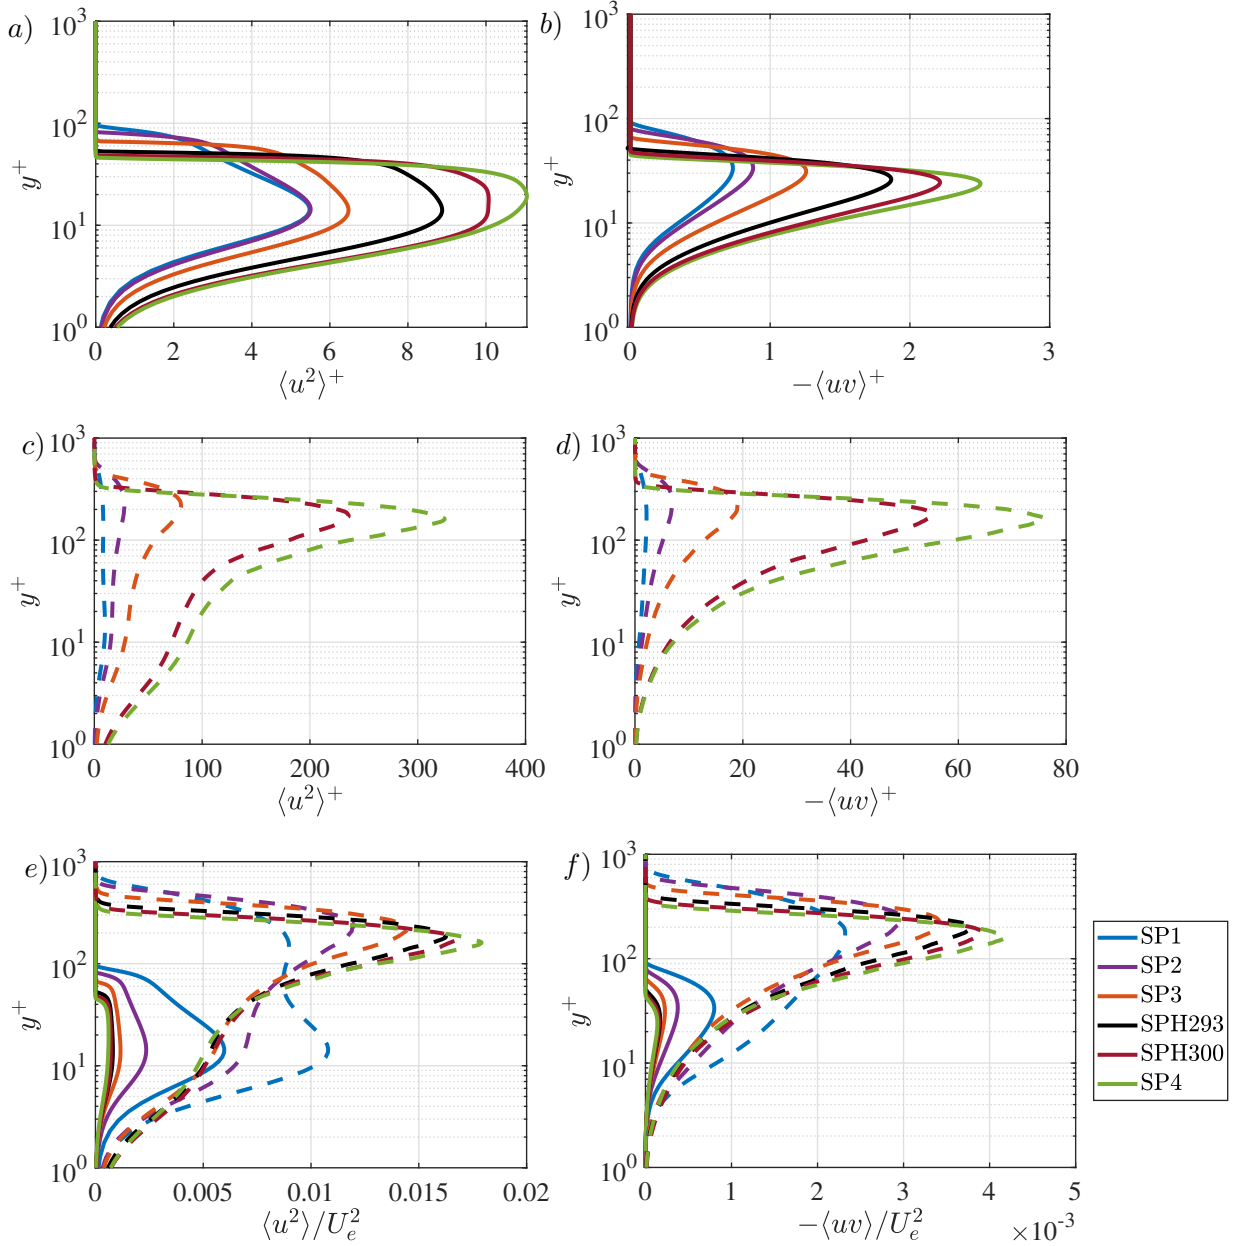 a)
10^3
10^2
10^1
10^0
y^+
0 2 4 6 8 10
⟨u^2⟩^+
b)
10^3
10^2
10^1
10^0
y^+
0 1 2 3
−⟨uv⟩^+
c)
10^3
10^2
10^1
10^0
y^+
0 100 200 300 400
⟨u^2⟩^+
d)
10^3
10^2
10^1
10^0
y^+
0 20 40 60 80
−⟨uv⟩^+
e)
10^3
10^2
10^1
10^0
y^+
0 0.005 0.01 0.015 0.02
⟨u^2⟩/U_e^2
f)
10^3
10^2
10^1
10^0
y^+
0 1 2 3 4 5
−⟨uv⟩/U_e^2
×10^−3
SP1
SP2
SP3
SPH293
SPH300
SP4